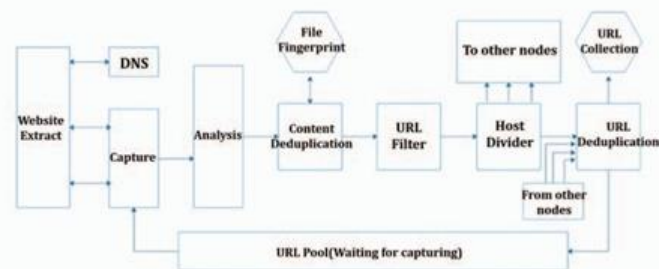 File
Fingerprint
To other nodes
URL
Collection
DNS
Website
Extract
Capture
Analysis
Content
Deduplication
URL
Filter
Host
Divider
URL
Deduplication
From other
nodes
URL Pool(Waiting for capturing)